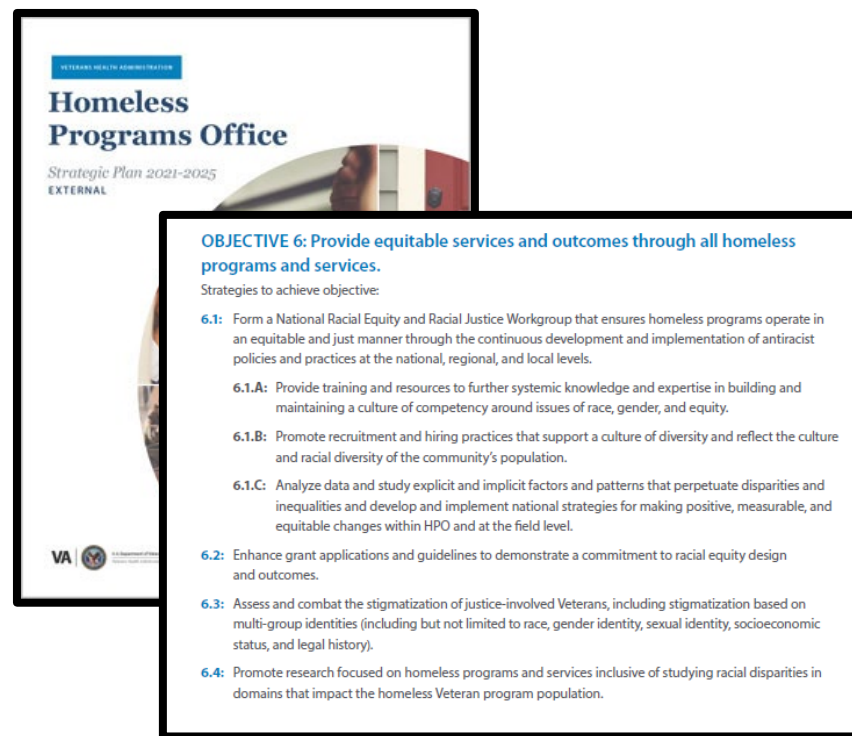 VETERANS HEALTH ADMINISTRATION
Homeless
Programs Office
Strategic Plan 2021-2025
EXTERNAL
VA
OBJECTIVE 6: Provide equitable services and outcomes through all homeless
programs and services.
Strategies to achieve objective:
6.1: Form a National Racial Equity and Racial Justice Workgroup that ensures homeless programs operate in
an equitable and just manner through the continuous development and implementation of antiracist
policies and practices at the national, regional, and local levels.
6.1.A: Provide training and resources to further systemic knowledge and expertise in building and
maintaining a culture of competency around issues of race, gender, and equity.
6.1.B: Promote recruitment and hiring practices that support a culture of diversity and reflect the culture
and racial diversity of the community's population.
6.1.C: Analyze data and study explicit and implicit factors and patterns that perpetuate disparities and
inequalities and develop and implement national strategies for making positive, measurable, and
equitable changes within HPO and at the field level.
6.2: Enhance grant applications and guidelines to demonstrate a commitment to racial equity design
and outcomes.
6.3: Assess and combat the stigmatization of justice-involved Veterans, including stigmatization based on
multi-group identities (including but not limited to race, gender identity, sexual identity, socioeconomic
status, and legal history).
6.4: Promote research focused on homeless programs and services inclusive of studying racial disparities in
domains that impact the homeless Veteran program population.